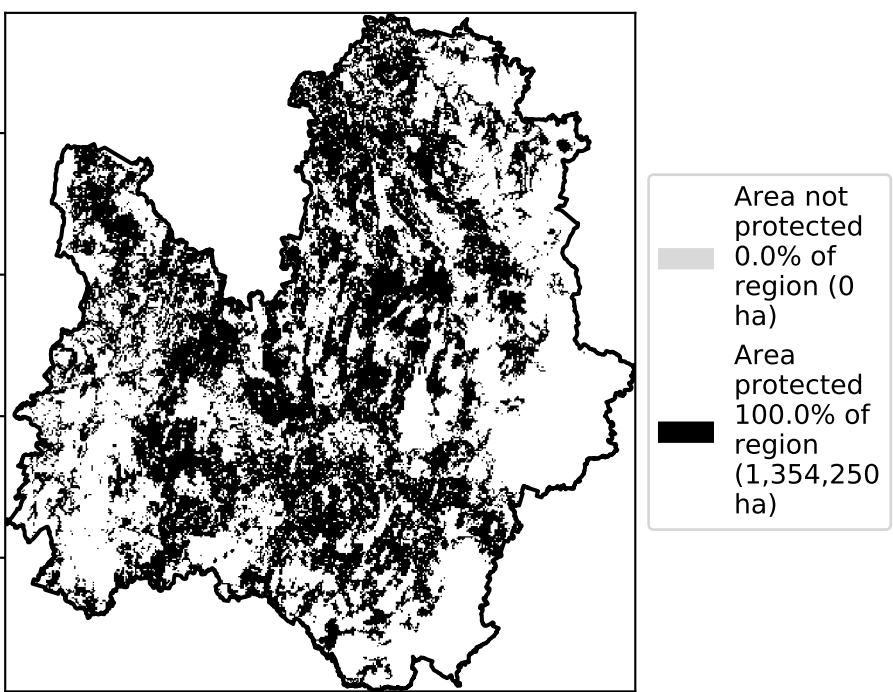 Area not
protected
0.0% of
region (0
ha)
Area
protected
100.0% of
region
(1,354,250
ha)